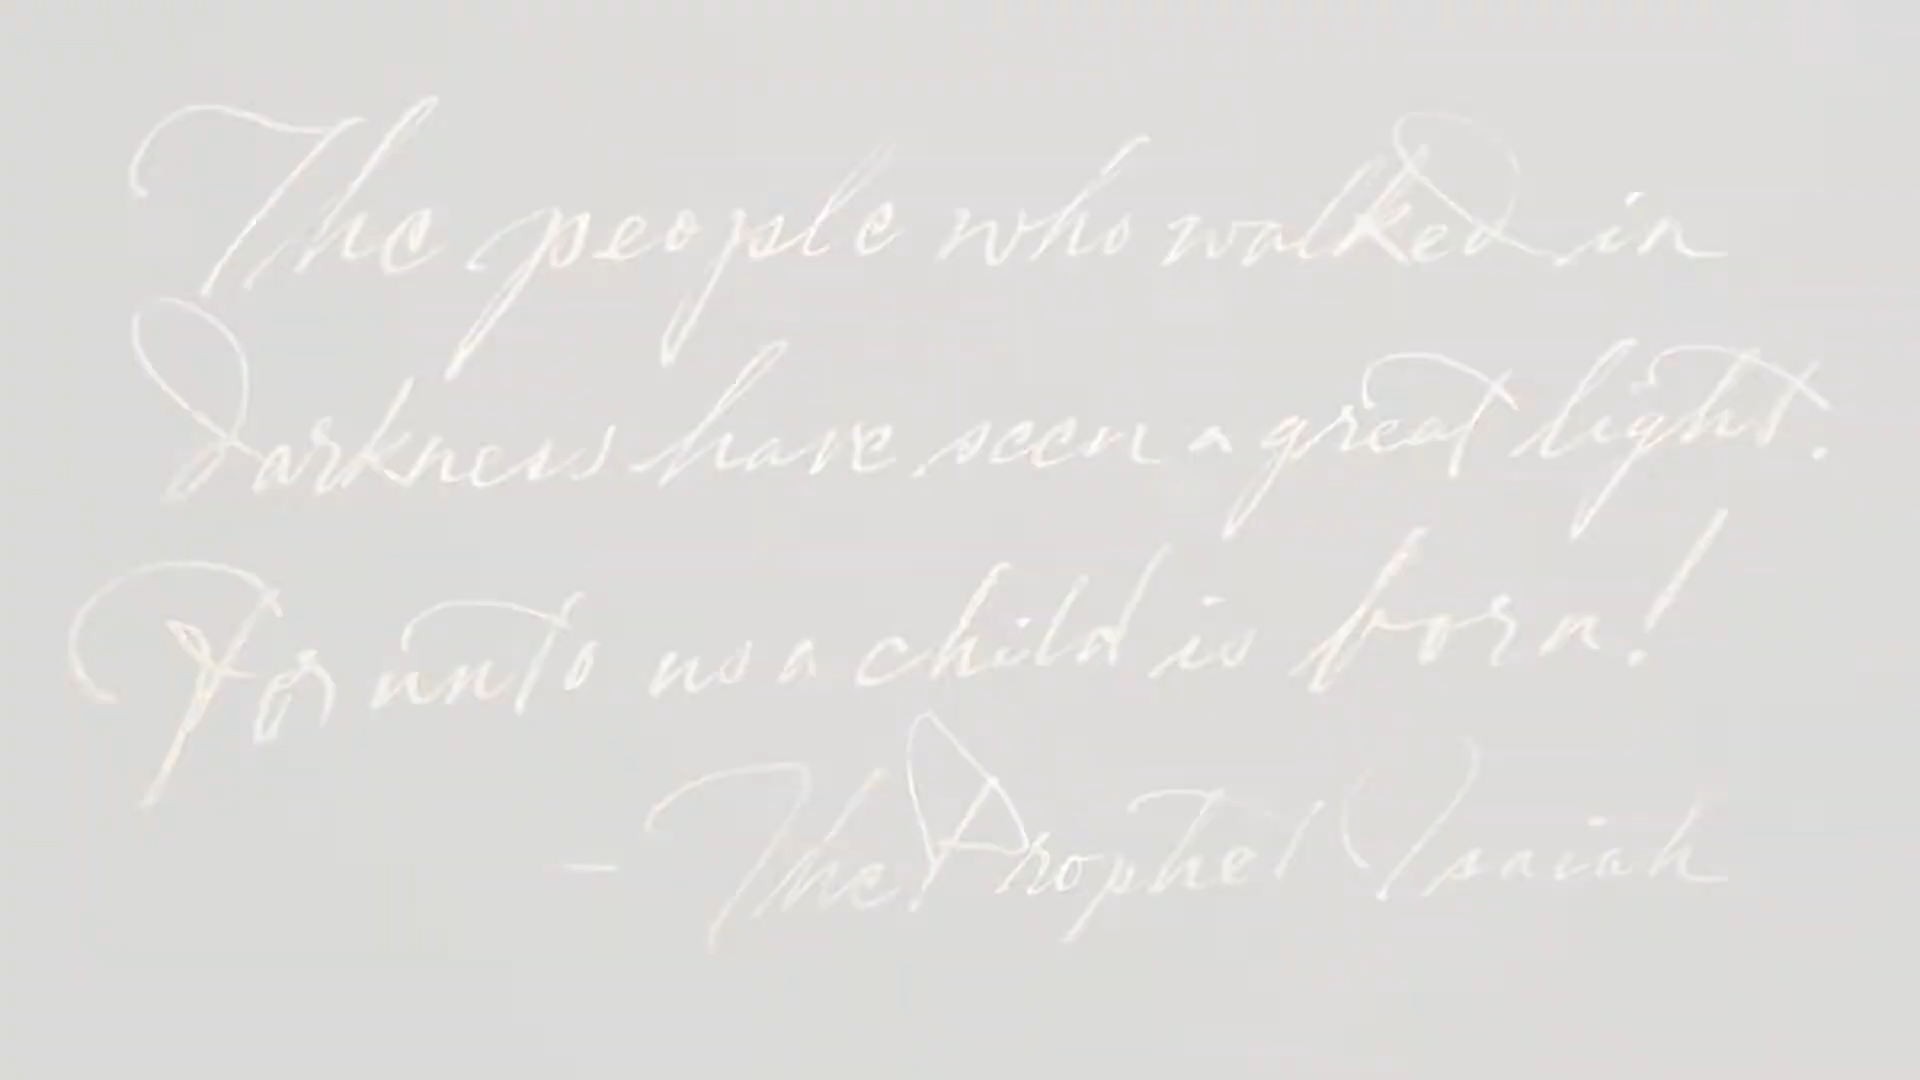 The people who walked in
darkness have seen a great light.
For unto us a child is born!
- The Prophet Isaiah